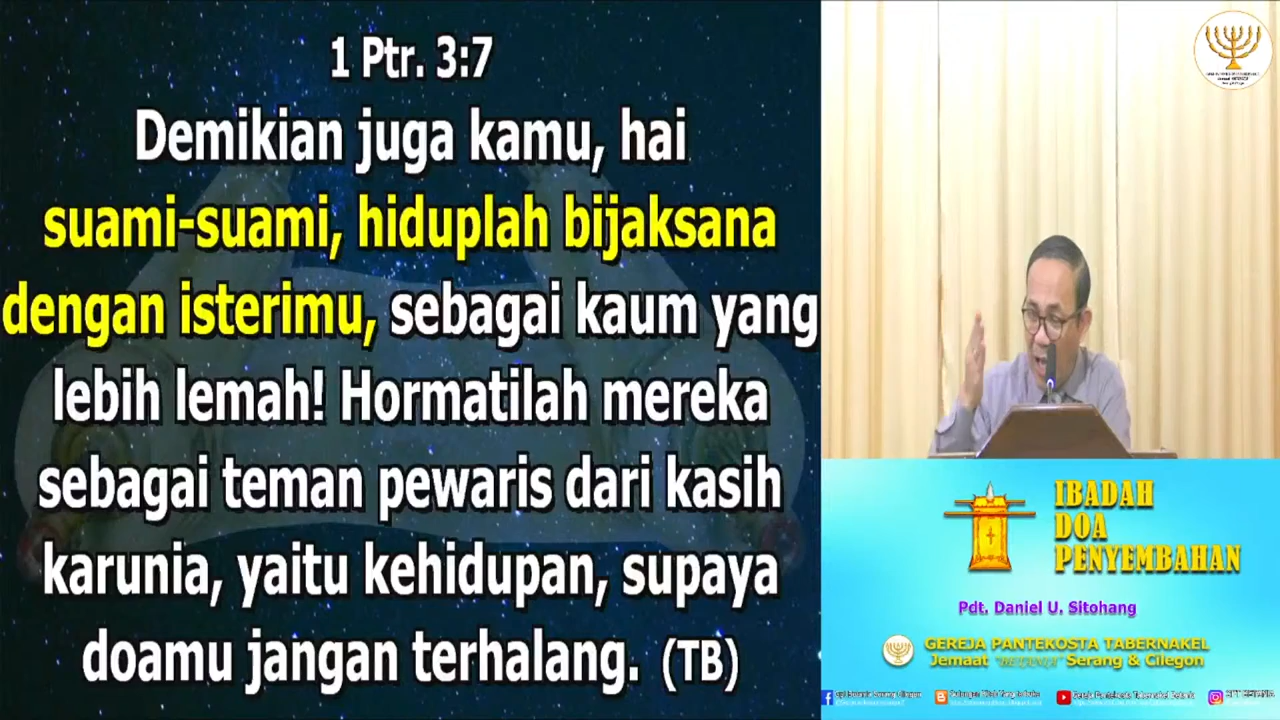 1 Ptr. 3:7
Demikian juga kamu, hai
suami-suami, hiduplah bijaksana
dengan isterimu, sebagai kaum yang
lebih lemah! Hormatilah mereka
sebagai teman pewaris dari kasih
karunia, yaitu kehidupan, supaya
doamu jangan terhalang. (TB)
IBADAH
DOA
PENYEMBAHAN
Pdt. Daniel U. Sitohang
GEREJA PANTEKOSTA TABERNAKEL
Jemaat "BETANIA" Serang & Cilegon